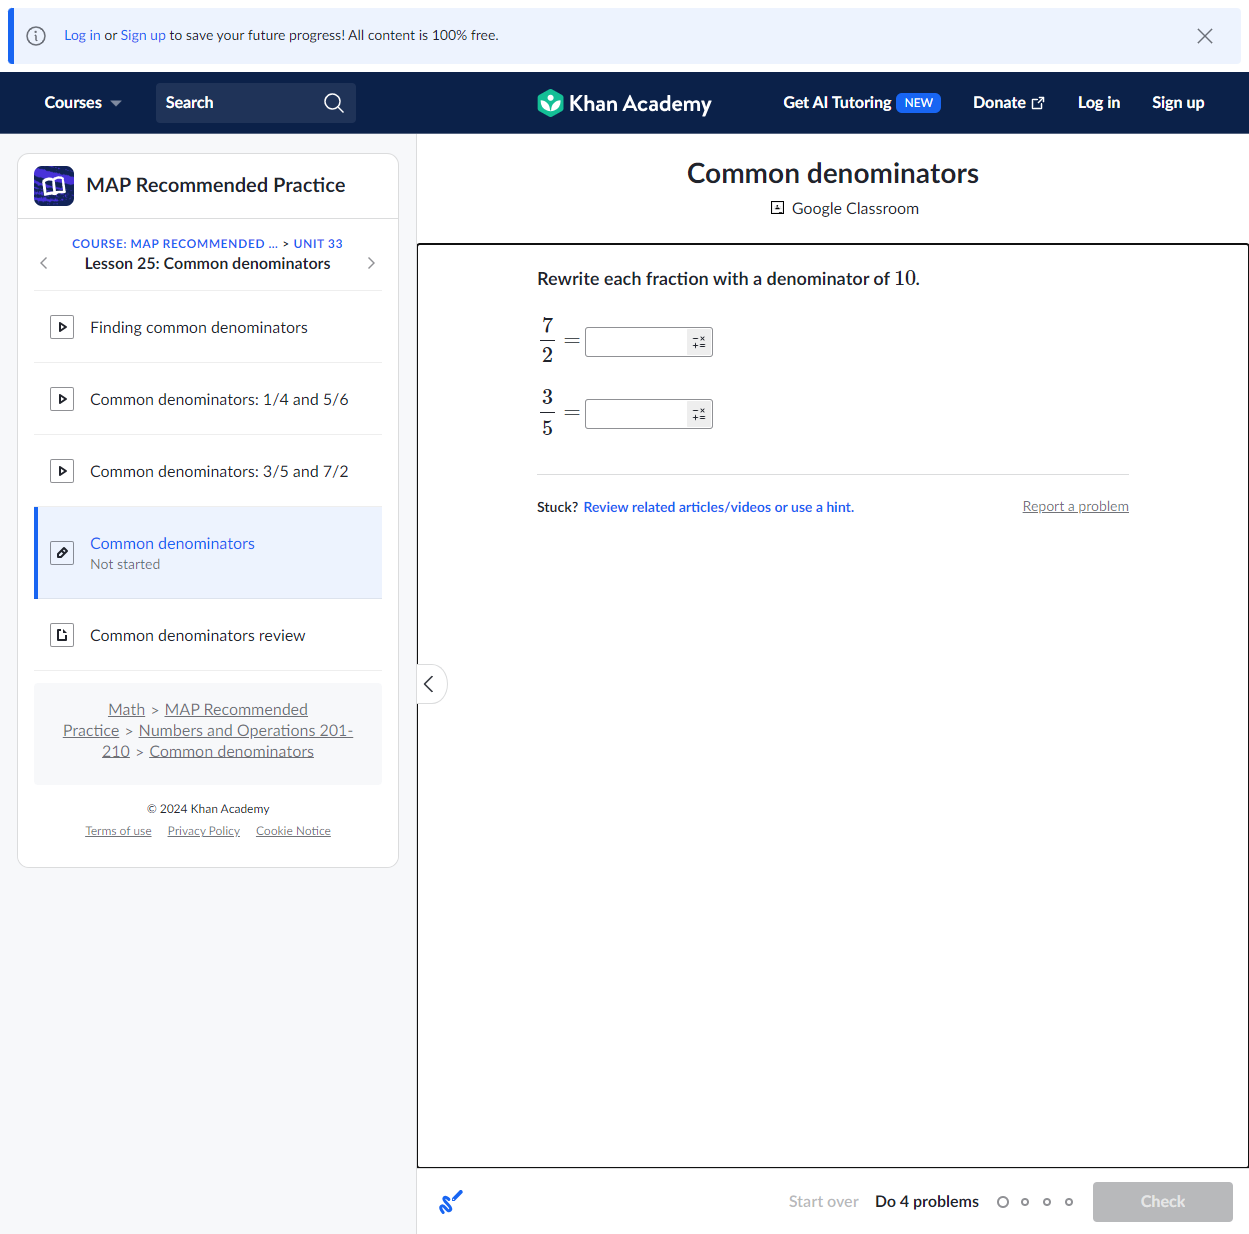 Log in or Sign up to save your future progress! All content is 100% free.
Courses
Search
Khan Academy
Get AI Tutoring NEW
Donate
Log in
Sign up
MAP Recommended Practice
COURSE: MAP RECOMMENDED ... > UNIT 33
Lesson 25: Common denominators
Finding common denominators
Common denominators: 1/4 and 5/6
Common denominators: 3/5 and 7/2
Common denominators
Not started
Common denominators review
Math > MAP Recommended
Practice > Numbers and Operations 201-
210 > Common denominators
© 2024 Khan Academy
Terms of use Privacy Policy Cookie Notice
Common denominators
Google Classroom
Rewrite each fraction with a denominator of 10.
7
2
=
3
5
=
Stuck? Review related articles/videos or use a hint.
Report a problem
Start over
Do 4 problems
Check